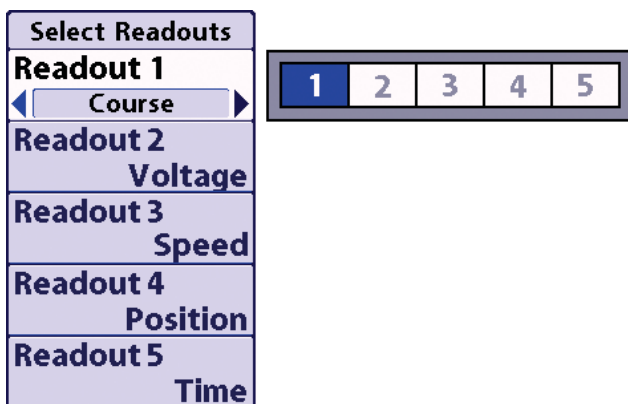 Select Readouts
Readout 1
Course
Readout 2
Voltage
Readout 3
Speed
Readout 4
Position
Readout 5
Time
1 2 3 4 5